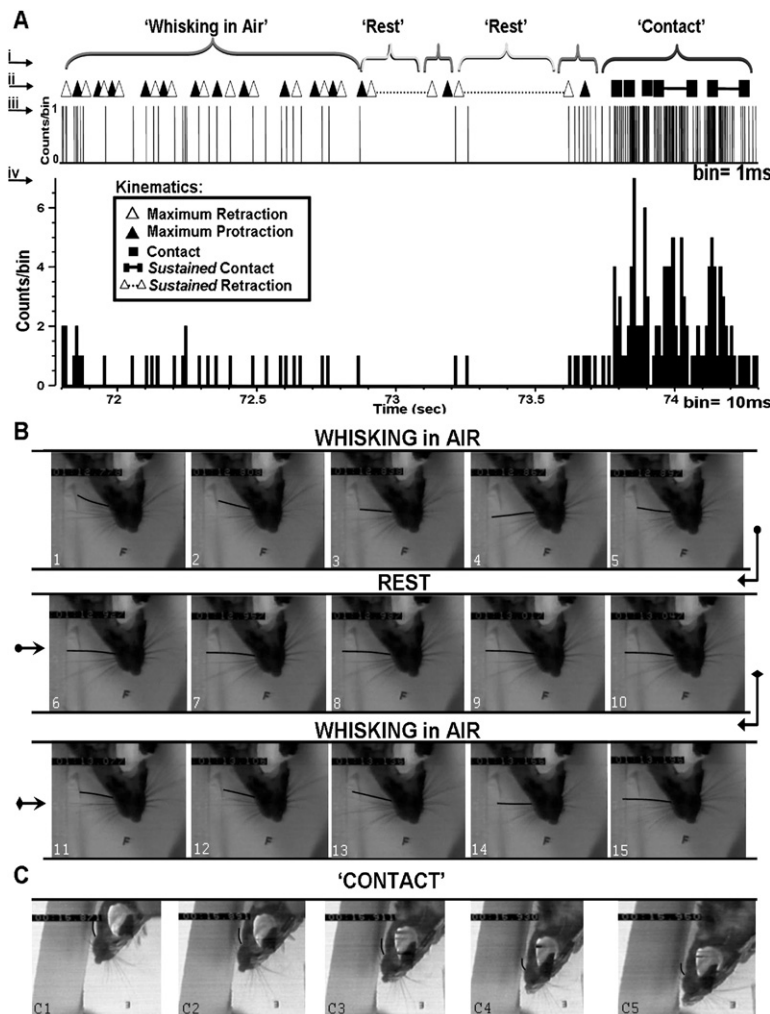 A
'Whisking in Air' 'Rest' 'Rest' 'Contact'
i
ii
iii
Counts/bin
1
0
bin= 1ms
iv
Kinematics:
Maximum Retraction
Maximum Protraction
Contact
Sustained Contact
Sustained Retraction
Counts/bin
6
4
2
0
72 72.5 73 73.5 74
Time (sec)
bin= 10ms
B
WHISKING in AIR
1 2 3 4 5
REST
6 7 8 9 10
WHISKING in AIR
11 12 13 14 15
C
'CONTACT'
C1 C2 C3 C4 C5